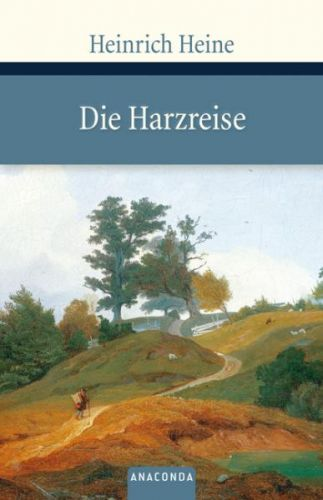 Heinrich Heine
Die Harzreise
ANACONDA